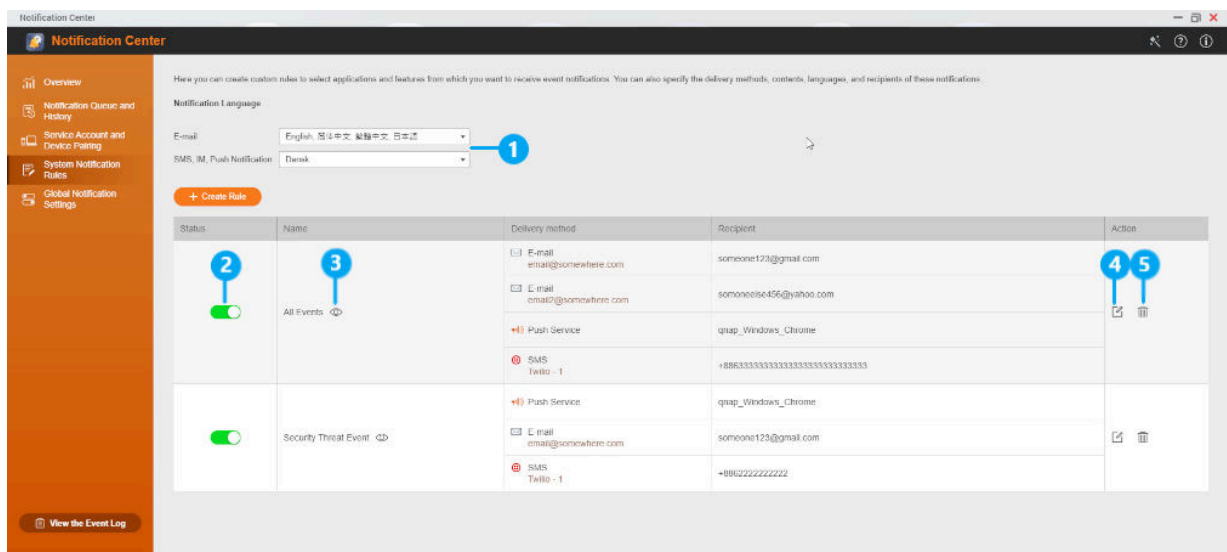 Notification Center
Notification Center
Overview
Notification Queue and
History
Service Account and
Device Pairing
System Notification
Rules
Global Notification
Settings
View the Event Log
Here you can create custom rules to select applications and features from which you want to receive event notifications. You can also specify the delivery methods, contents, languages, and recipients of these notifications.
Notification Language
E-mail
English, 简体中文, 繁體中文, 日本語
SMS, IM, Push Notification
Dansk
1
+ Create Rule
Status
Name
Delivery method
Recipient
Action
2
3
4
5
All Events
E-mail
email@somewhere.com
someone123@gmail.com
E-mail
email2@somewhere.com
somoneelse456@yahoo.com
Push Service
qnap_Windows_Chrome
SMS
Twilio - 1
Security Threat Event
Push Service
qnap_Windows_Chrome
E-mail
email@somewhere.com
someone123@gmail.com
SMS
Twilio - 1
+8862222222222